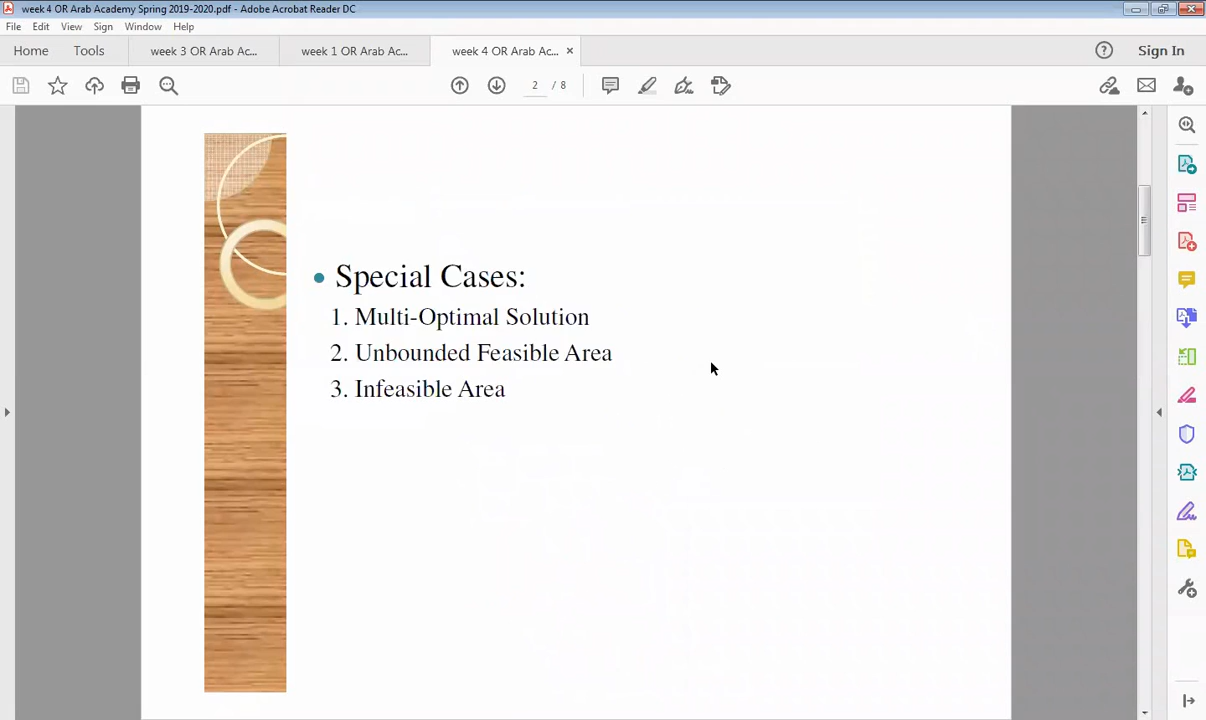 week 4 OR Arab Academy Spring 2019-2020.pdf - Adobe Acrobat Reader DC
File Edit View Sign Window Help
Home Tools week 3 OR Arab Ac... week 1 OR Arab Ac... week 4 OR Arab Ac... × Sign In
2 / 8
• Special Cases:
1. Multi-Optimal Solution
2. Unbounded Feasible Area
3. Infeasible Area